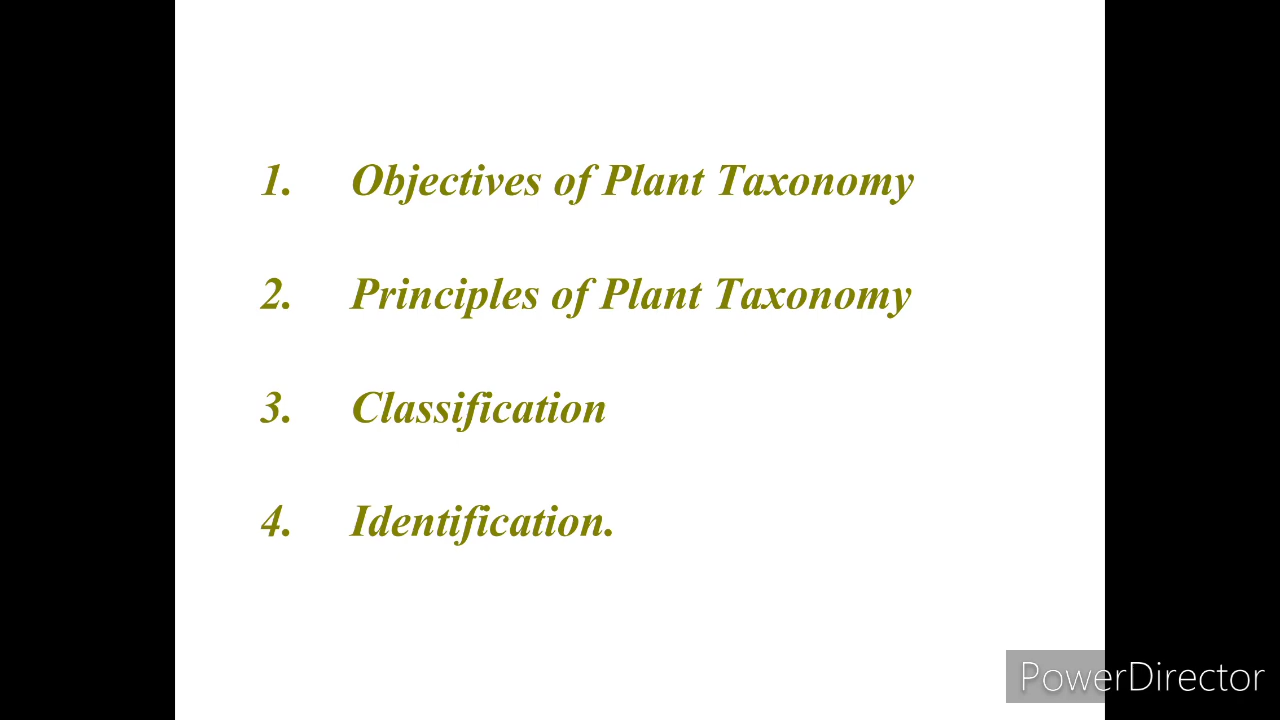 1. Objectives of Plant Taxonomy
2. Principles of Plant Taxonomy
3. Classification
4. Identification.
PowerDirector